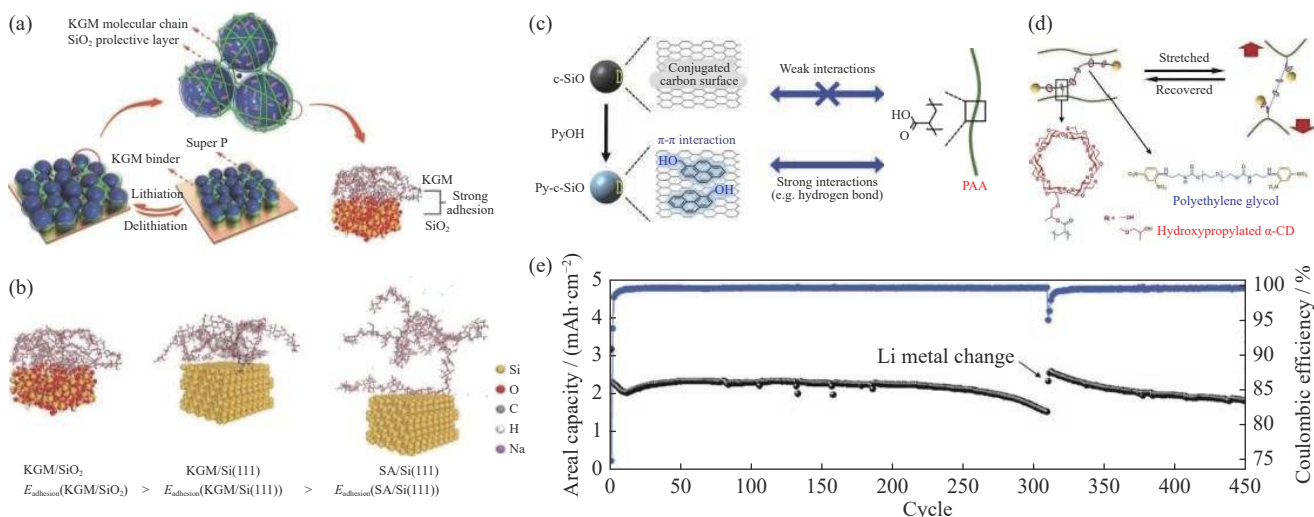 (a)
KGM molecular chain
SiO2 prolective layer
Super P
KGM binder
Lithiation
Delithiation
KGM
Strong
adhesion
SiO2
(b)
Si
O
C
H
Na
KGM/SiO2
KGM/Si(111)
SA/Si(111)
Eadhesion(KGM/SiO2) > Eadhesion(KGM/Si(111)) > Eadhesion(SA/Si(111))
(c)
c-SiO
Conjugated
carbon surface
Weak interactions
PyOH
π-π interaction
HO
OH
Py-c-SiO
Strong interactions
(e.g. hydrogen bond)
HO
O
PAA
(d)
Stretched
Recovered
Polyethylene glycol
Hydroxypropylated α-CD
(e)
Areal capacity / (mAh·cm−2)
5
4
3
2
1
0
Li metal change
Coulombic efficiency / %
100
95
90
85
80
75
0 50 100 150 200 250 300 350 400 450
Cycle